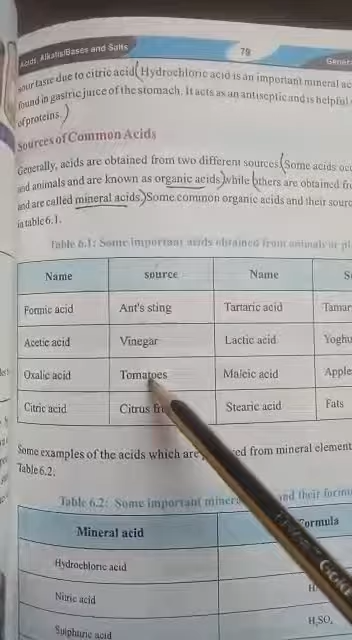 Acids, Alkalis/Bases and Salts 79 Gener
sour taste due to citric acid (Hydrochloric acid is an important mineral ac
found in gastric juice of the stomach. It acts as an antiseptic and is helpful
of proteins.)
Sources of Common Acids
Generally, acids are obtained from two different sources. (Some acids occ
and animals and are known as organic acids) while (others are obtained fr
and are called mineral acids.) Some common organic acids and their sourc
in table 6.1.
Table 6.1: Some important acids obtained from animals or pl
Name source Name S
Formic acid Ant's sting Tartaric acid Tamar
Acetic acid Vinegar Lactic acid Yoghu
Oxalic acid Tomatoes Maleic acid Apple
Citric acid Citrus Stearic acid Fats
Some examples of the acids which are from mineral element
Table 6.2.
Table 6.2: Some important miner and their formu
Mineral acid Formula
Hydrochloric acid
Nitric acid
Sulphuric acid H₂SO₄